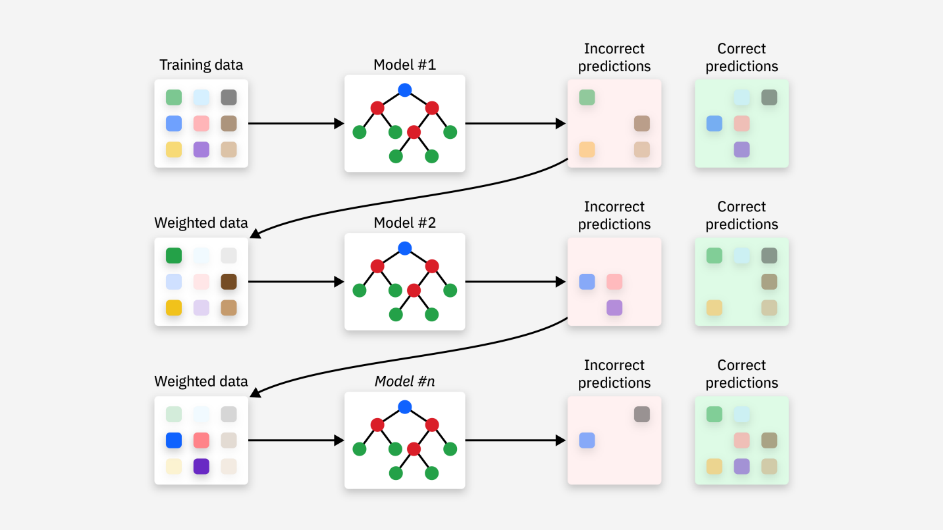 Training data
Model #1
Incorrect
predictions
Correct
predictions
Weighted data
Model #2
Incorrect
predictions
Correct
predictions
Weighted data
Model #n
Incorrect
predictions
Correct
predictions